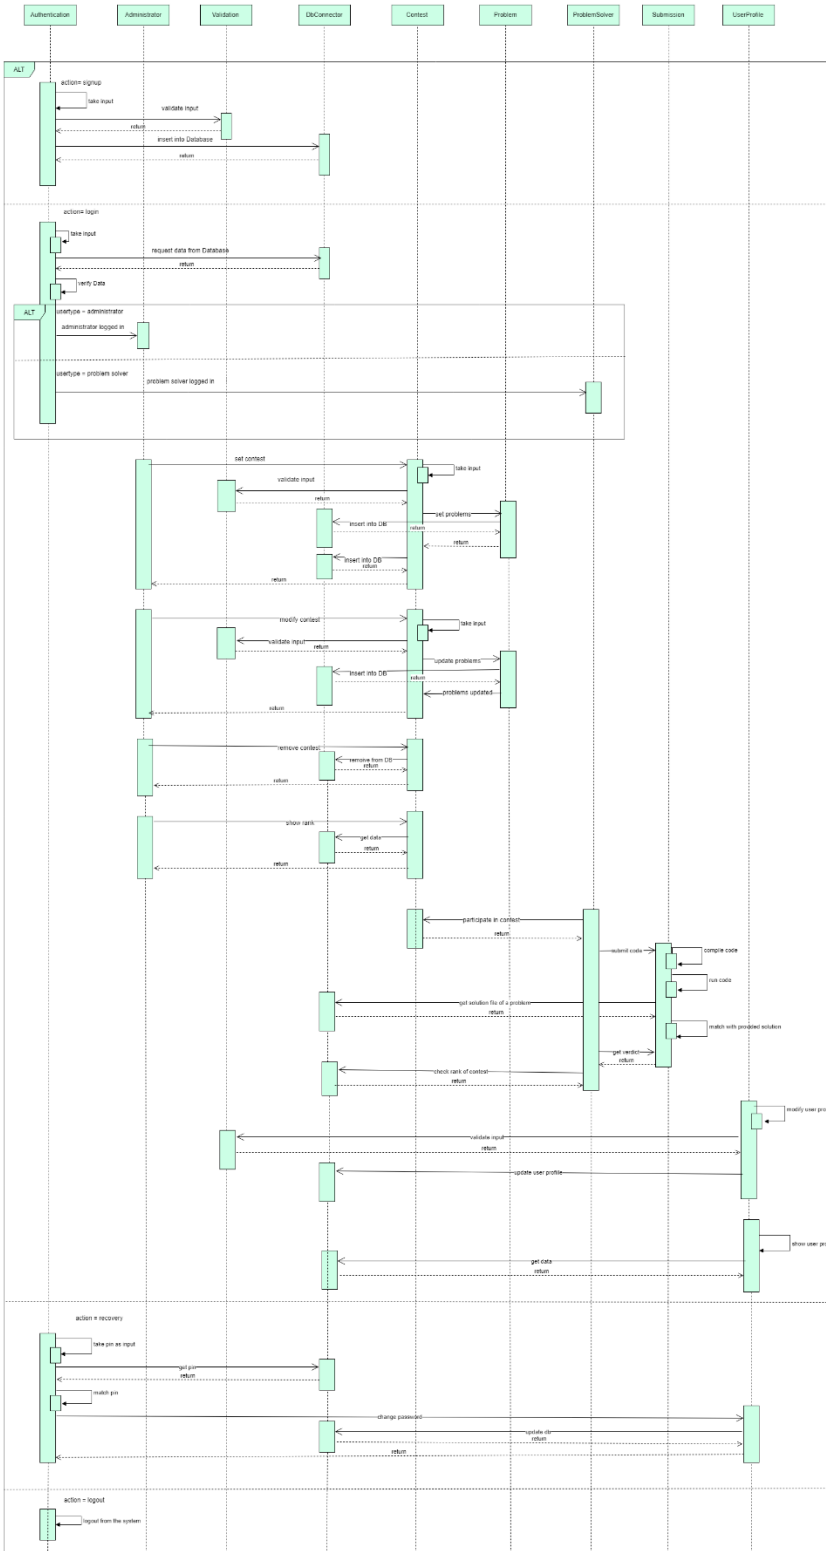 Authentication
Administrator
Validation
DbConnector
Contest
Problem
ProblemSolver
Submission
UserProfile
ALT
action= signup
take input
validate input
return
insert into Database
return
action= login
take input
request data from Database
return
verify Data
ALT
usertype = administrator
administrator logged in
usertype = problem solver
problem solver logged in
set contest
take input
validate input
return
set problems
insert into DB
return
return
insert into DB
return
return
modify contest
take input
validate input
return
update problems
insert into DB
return
problems updated
return
remove contest
remove from DB
return
return
show rank
get data
return
return
participate in contest
return
submit code
compile code
run code
get solution file of a problem
return
match with provided solution
get verdict
return
check rank of contest
return
modify user pro
validate input
return
update user profile
show user pro
get data
return
action = recovery
take pin as input
get pin
return
match pin
change password
update db
return
return
action = logout
logout from the system